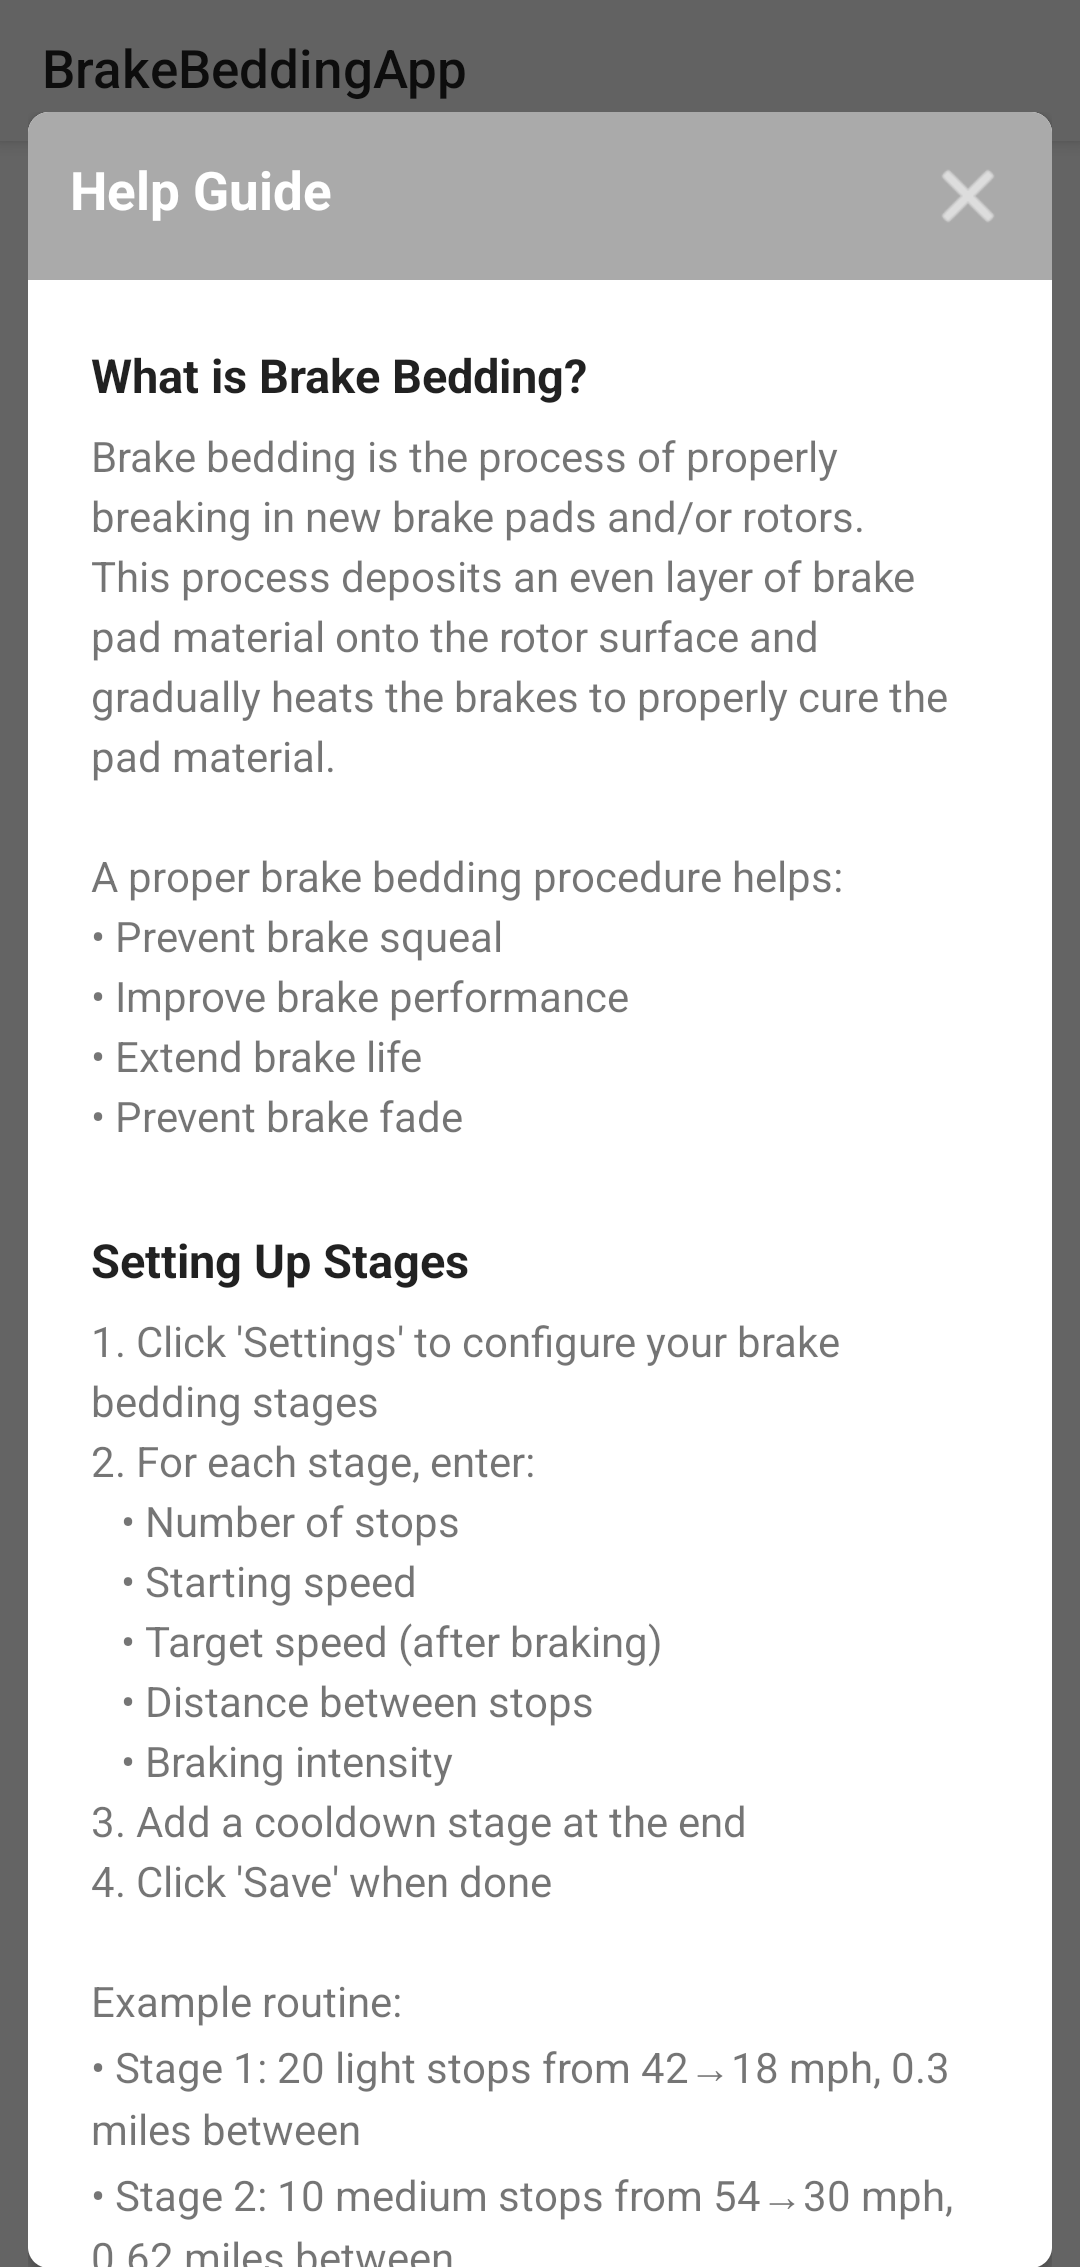 BrakeBeddingApp
Help Guide
What is Brake Bedding?
Brake bedding is the process of properly
breaking in new brake pads and/or rotors.
This process deposits an even layer of brake
pad material onto the rotor surface and
gradually heats the brakes to properly cure the
pad material.
A proper brake bedding procedure helps:
• Prevent brake squeal
• Improve brake performance
• Extend brake life
• Prevent brake fade
Setting Up Stages
1. Click 'Settings' to configure your brake
bedding stages
2. For each stage, enter:
• Number of stops
• Starting speed
• Target speed (after braking)
• Distance between stops
• Braking intensity
3. Add a cooldown stage at the end
4. Click 'Save' when done
Example routine:
• Stage 1: 20 light stops from 42→18 mph, 0.3
miles between
• Stage 2: 10 medium stops from 54→30 mph,
0.62 miles between